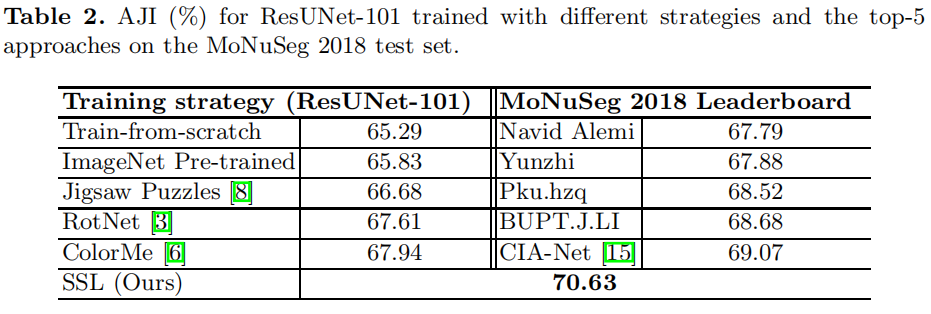 Table 2. AJI (%) for ResUNet-101 trained with different strategies and the top-5
approaches on the MoNuSeg 2018 test set.
Training strategy (ResUNet-101) MoNuSeg 2018 Leaderboard
Train-from-scratch 65.29 Navid Alemi 67.79
ImageNet Pre-trained 65.83 Yunzhi 67.88
Jigsaw Puzzles [8] 66.68 Pku.hzq 68.52
RotNet [3] 67.61 BUPT.J.LI 68.68
ColorMe [6] 67.94 CIA-Net [15] 69.07
SSL (Ours) 70.63